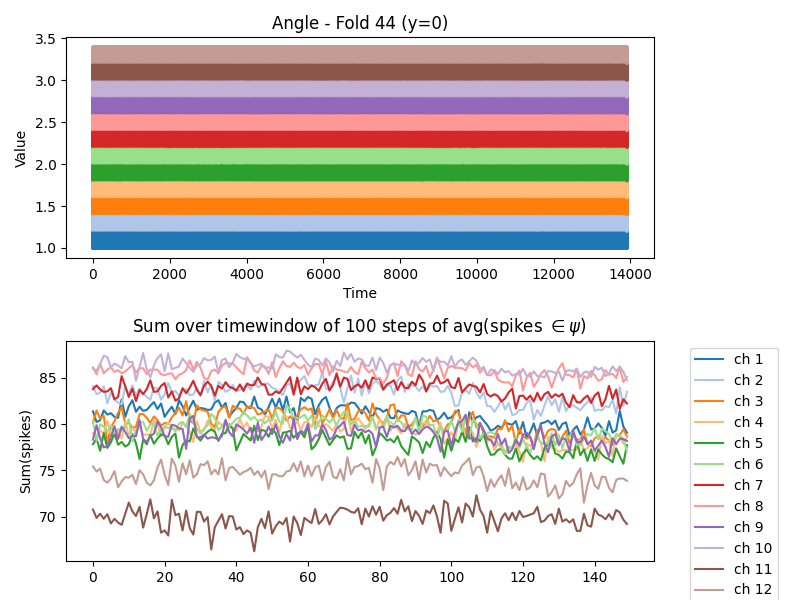 Angle - Fold 44 (y=0)
3.5
3.0
2.5
2.0
1.5
1.0
Value
0 2000 4000 6000 8000 10000 12000 14000
Time
Sum over timewindow of 100 steps of avg(spikes ∈ ψ)
85
80
75
70
Sum(spikes)
0 20 40 60 80 100 120 140
ch 1
ch 2
ch 3
ch 4
ch 5
ch 6
ch 7
ch 8
ch 9
ch 10
ch 11
ch 12